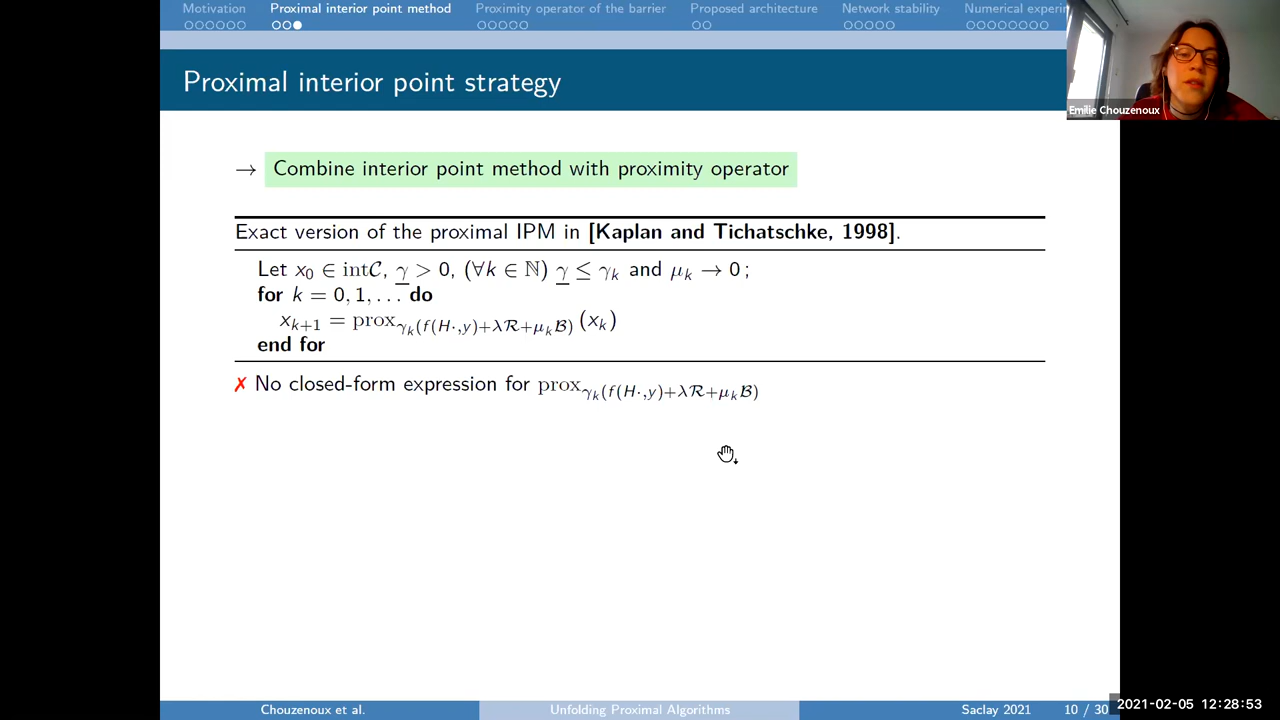 Motivation Proximal interior point method Proximity operator of the barrier Proposed architecture Network stability Numerical experim
Proximal interior point strategy
Emilie Chouzenoux
→ Combine interior point method with proximity operator
Exact version of the proximal IPM in [Kaplan and Tichatschke, 1998].
Let x₀ ∈ int𝒞, γ̲ > 0, (∀k ∈ ℕ) γ̲ ≤ γₖ and μₖ → 0 ;
for k = 0, 1, . . . do
xₖ₊₁ = prox_{γₖ(f(H·,y)+λℛ+μₖℬ)} (xₖ)
end for
✗ No closed-form expression for prox_{γₖ(f(H·,y)+λℛ+μₖℬ)}
Chouzenoux et al. Unfolding Proximal Algorithms Saclay 2021 10 / 30
2021-02-05 12:28:53